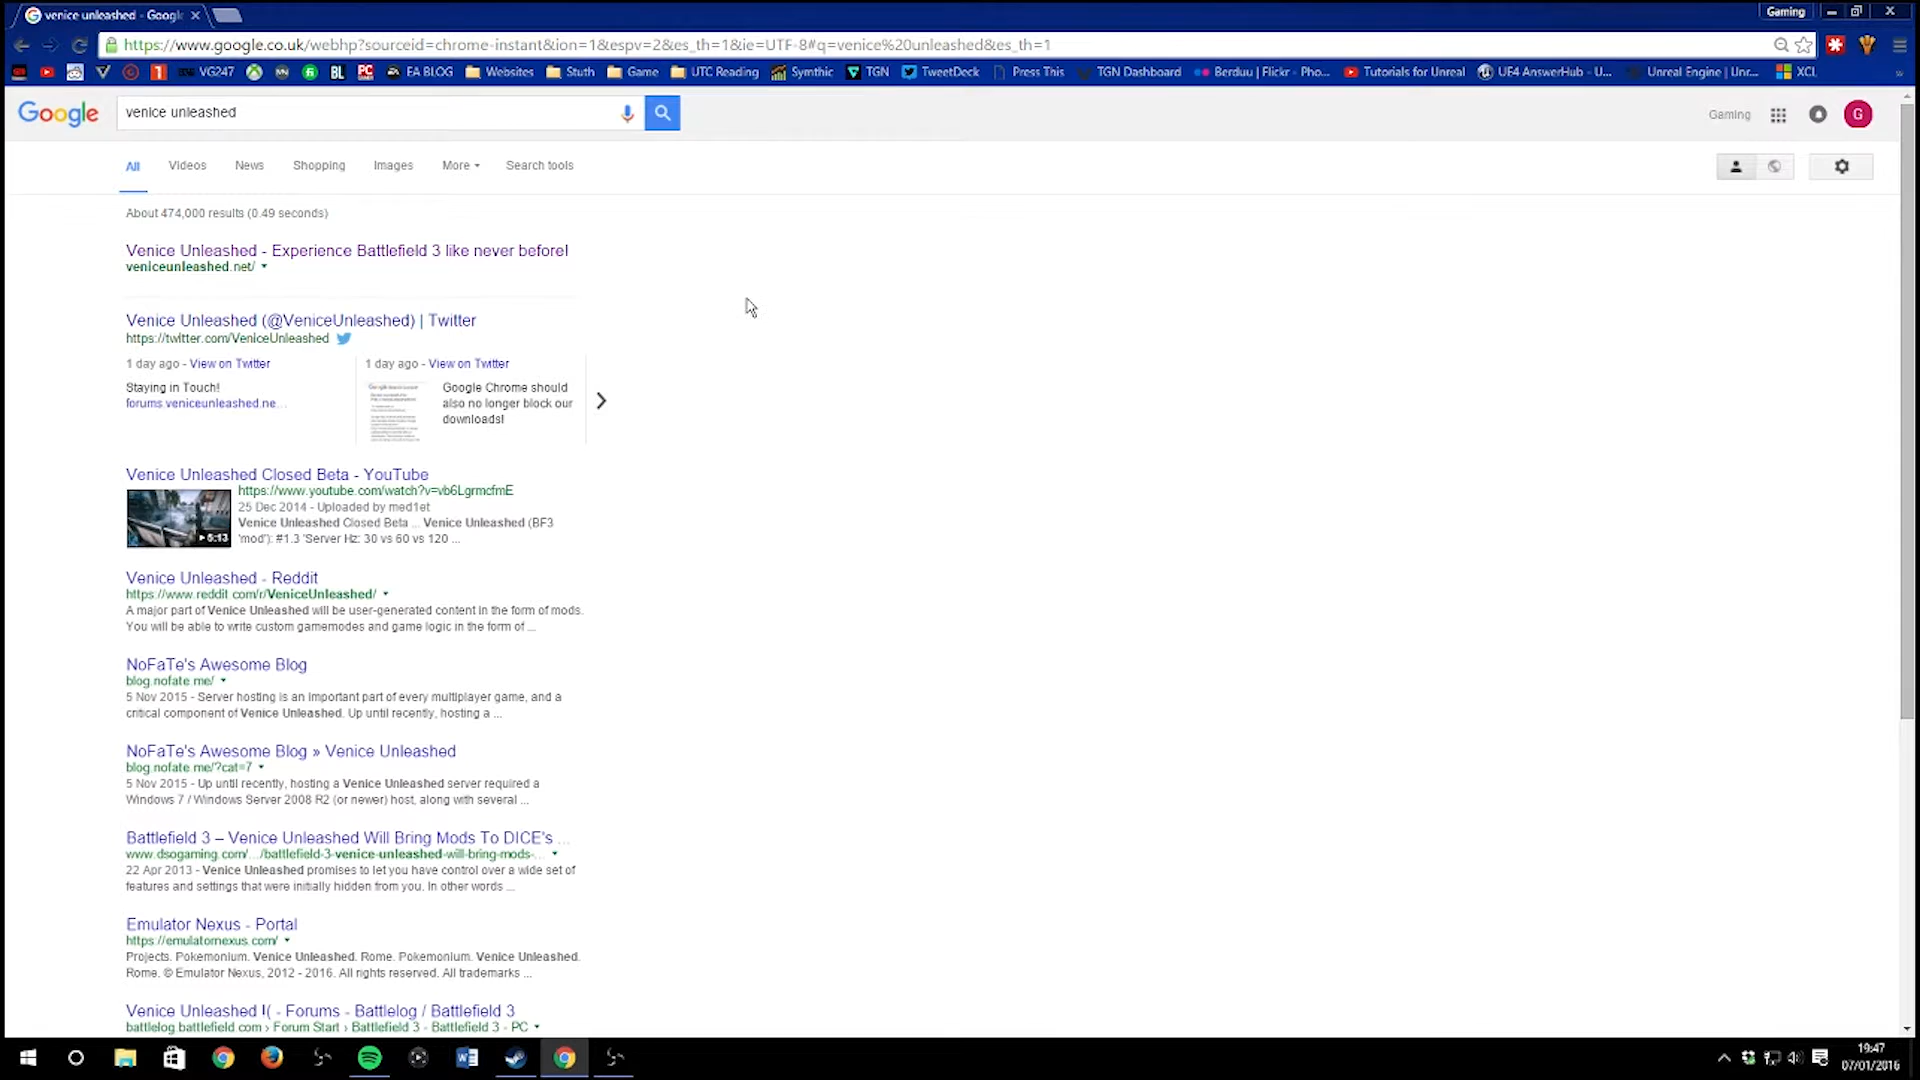 venice unleashed - Google
Gaming
https://www.google.co.uk/webhp?sourceid=chrome-instant&ion=1&espv=2&es_th=1&ie=UTF-8#q=venice%20unleashed&es_th=1
VG247 BL EA BLOG Websites Stuth Game UTC Reading Symthic TGN TweetDeck Press This TGN Dashboard Berduu | Flickr - Pho... Tutorials for Unreal UE4 AnswerHub - U... Unreal Engine | Unr... XCL
Google venice unleashed Gaming G
All Videos News Shopping Images More Search tools
About 474,000 results (0.49 seconds)
Venice Unleashed - Experience Battlefield 3 like never before!
veniceunleashed.net/
Venice Unleashed (@VeniceUnleashed) | Twitter
https://twitter.com/VeniceUnleashed
1 day ago - View on Twitter
Staying in Touch!
forums.veniceunleashed.ne...
1 day ago - View on Twitter
Google Chrome should
also no longer block our
downloads!
Venice Unleashed Closed Beta - YouTube
https://www.youtube.com/watch?v=vb6LgrmcfmE
25 Dec 2014 - Uploaded by med1et
Venice Unleashed Closed Beta ... Venice Unleashed (BF3
'mod'): #1.3 'Server Hz: 30 vs 60 vs 120 ...
5:13
Venice Unleashed - Reddit
https://www.reddit.com/r/VeniceUnleashed/
A major part of Venice Unleashed will be user-generated content in the form of mods.
You will be able to write custom gamemodes and game logic in the form of ...
NoFaTe's Awesome Blog
blog.nofate.me/
5 Nov 2015 - Server hosting is an important part of every multiplayer game, and a
critical component of Venice Unleashed. Up until recently, hosting a ...
NoFaTe's Awesome Blog » Venice Unleashed
blog.nofate.me/?cat=7
5 Nov 2015 - Up until recently, hosting a Venice Unleashed server required a
Windows 7 / Windows Server 2008 R2 (or newer) host, along with several ...
Battlefield 3 – Venice Unleashed Will Bring Mods To DICE's ...
www.dsogaming.com/.../battlefield-3-venice-unleashed-will-bring-mods-...
22 Apr 2013 - Venice Unleashed promises to let you have control over a wide set of
features and settings that were initially hidden from you. In other words ...
Emulator Nexus - Portal
https://emulatornexus.com/
Projects. Pokemonium. Venice Unleashed. Rome. Pokemonium. Venice Unleashed.
Rome. © Emulator Nexus, 2012 - 2016. All rights reserved. All trademarks ...
Venice Unleashed !( - Forums - Battlelog / Battlefield 3
battlelog.battlefield.com › Forum Start › Battlefield 3 - Battlefield 3 - PC
19:47
07/01/2016